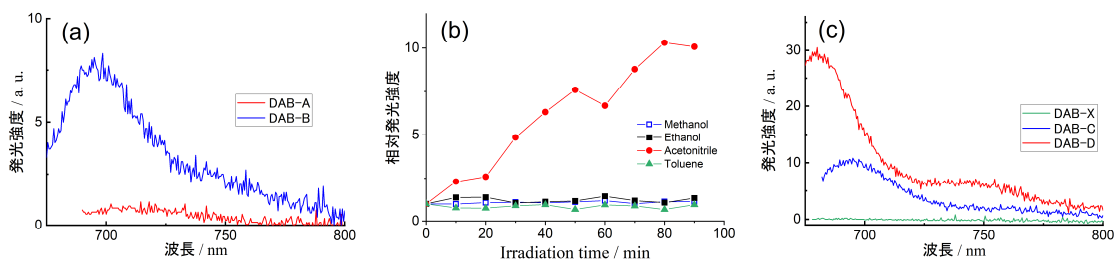 (a)
10
5
0
発光強度 / a. u.
DAB-A
DAB-B
700
750
800
波長 / nm
(b)
10
5
0
相対発光強度
Methanol
Ethanol
Acetonitrile
Toluene
0
20
40
60
80
100
Irradiation time / min
(c)
30
20
10
0
発光強度 / a. u.
DAB-X
DAB-C
DAB-D
700
750
800
波長 / nm